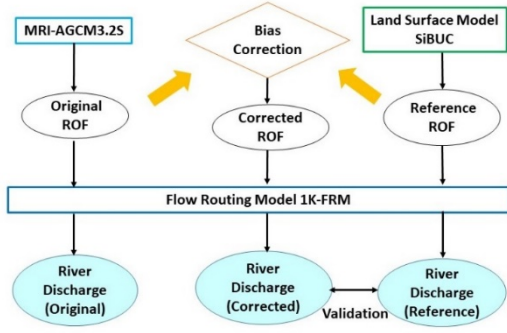 MRI-AGCM3.2S
Bias
Correction
Land Surface Model
SiBUC
Original
ROF
Corrected
ROF
Reference
ROF
Flow Routing Model 1K-FRM
River
Discharge
(Original)
River
Discharge
(Corrected)
Validation
River
Discharge
(Reference)